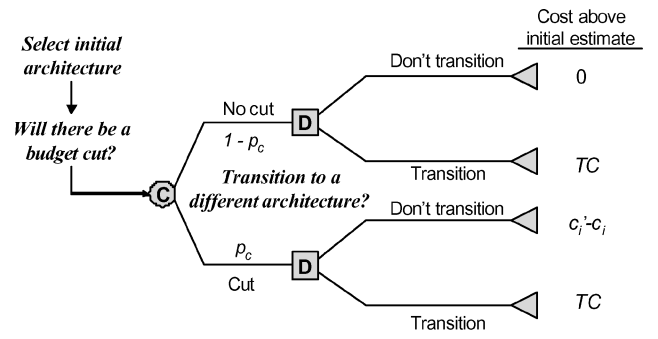 Cost above
initial estimate
Select initial
architecture
Will there be a
budget cut?
C
No cut
1 - pc
D
Don't transition
0
Transition
TC
Transition to a
different architecture?
pc
Cut
D
Don't transition
ci'-ci
Transition
TC